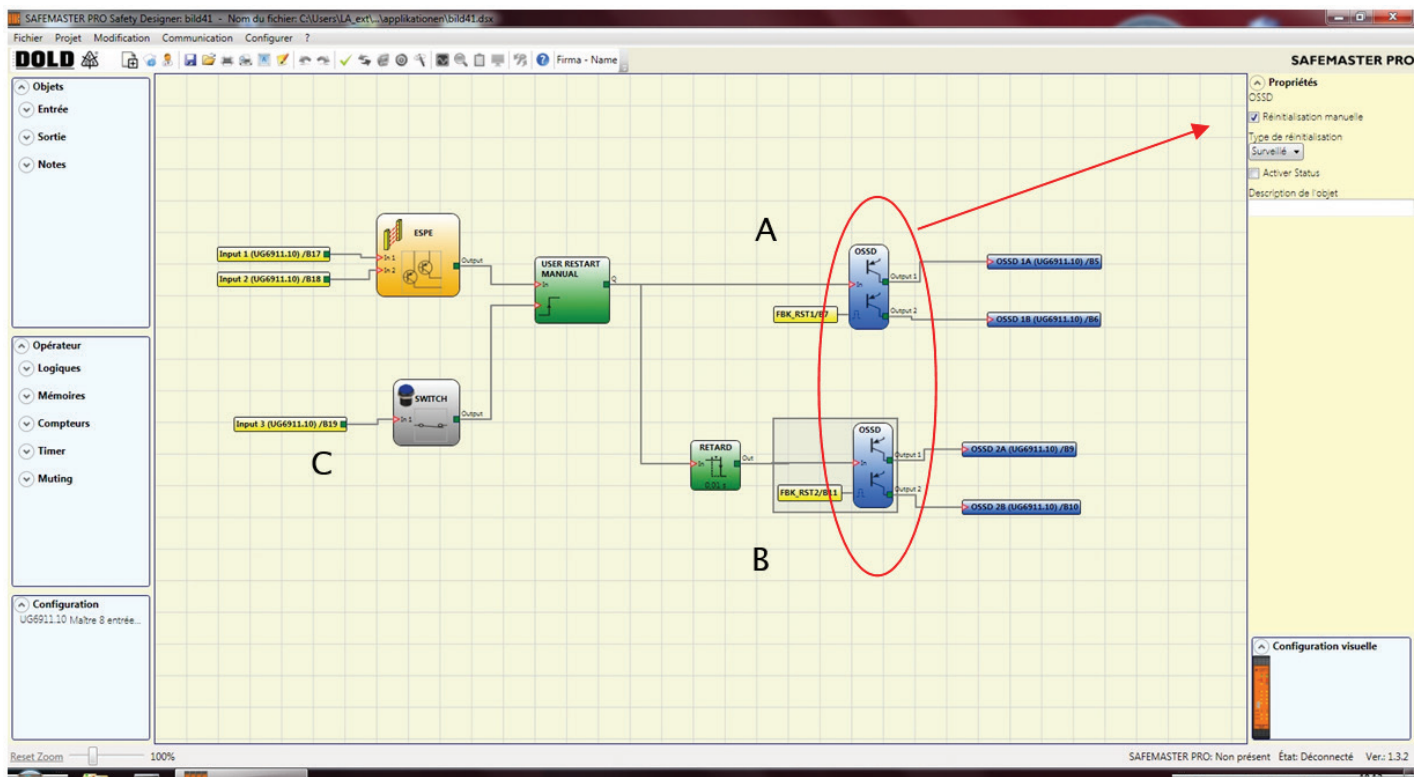 SAFEMASTER PRO Safety Designer: bild41 - Nom du fichier: C:\Users\LA_ext\...\applikationen\bild41.dsx
Fichier Projet Modification Communication Configurer ?
DOLD
Firma - Name
SAFEMASTER PRO
Objets
Entrée
Sortie
Notes
Opérateur
Logiques
Mémoires
Compteurs
Timer
Muting
Configuration
UG6911.10 Maître 8 entrée...
Input 1 (UG6911.10) /B17
Input 2 (UG6911.10) /B18
ESPE
In 1
In 2
Output
USER RESTART
MANUAL
In
Q
Input 3 (UG6911.10) /B19
SWITCH
In 1
Output
C
A
OSSD
In
Output 1
Output 2
FBK_RST1/B7
OSSD 1A (UG6911.10) /B5
OSSD 1B (UG6911.10) /B6
RETARD
In
Out
0.01 s
OSSD
In
Output 1
Output 2
FBK_RST2/B11
OSSD 2A (UG6911.10) /B9
OSSD 2B (UG6911.10) /B10
B
Propriétés
OSSD
Réinitialisation manuelle
Type de réinitialisation
Surveillé
Activer Status
Description de l'objet
Configuration visuelle
Reset Zoom
100%
SAFEMASTER PRO: Non présent État: Déconnecté Ver.: 1.3.2